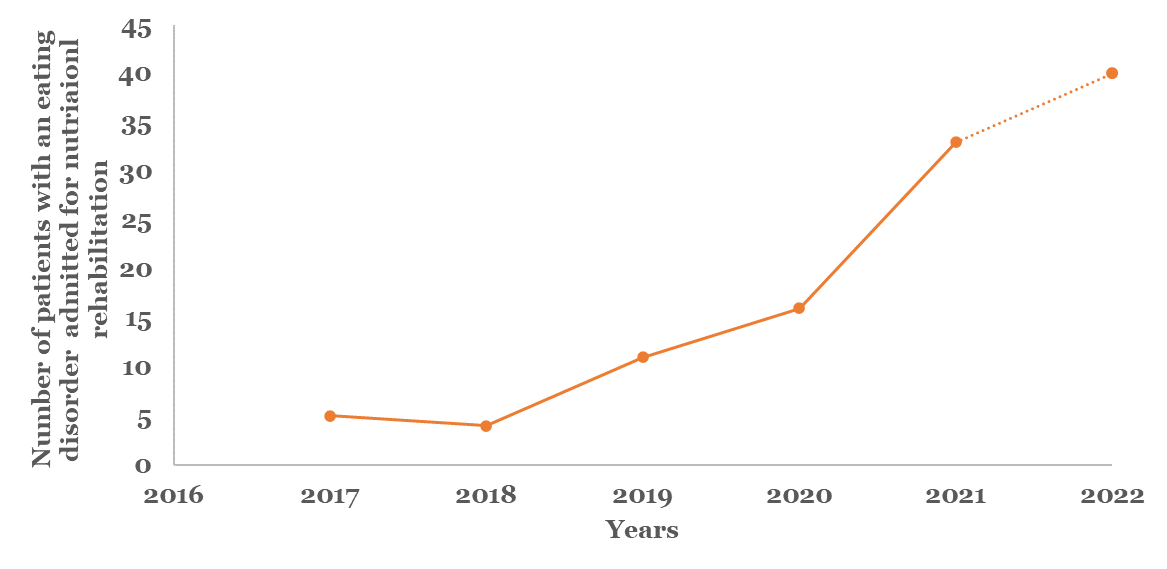 Number of patients with an eating
disorder admitted for nutriaionl
rehabilitation
45
40
35
30
25
20
15
10
5
0
2016 2017 2018 2019 2020 2021 2022
Years